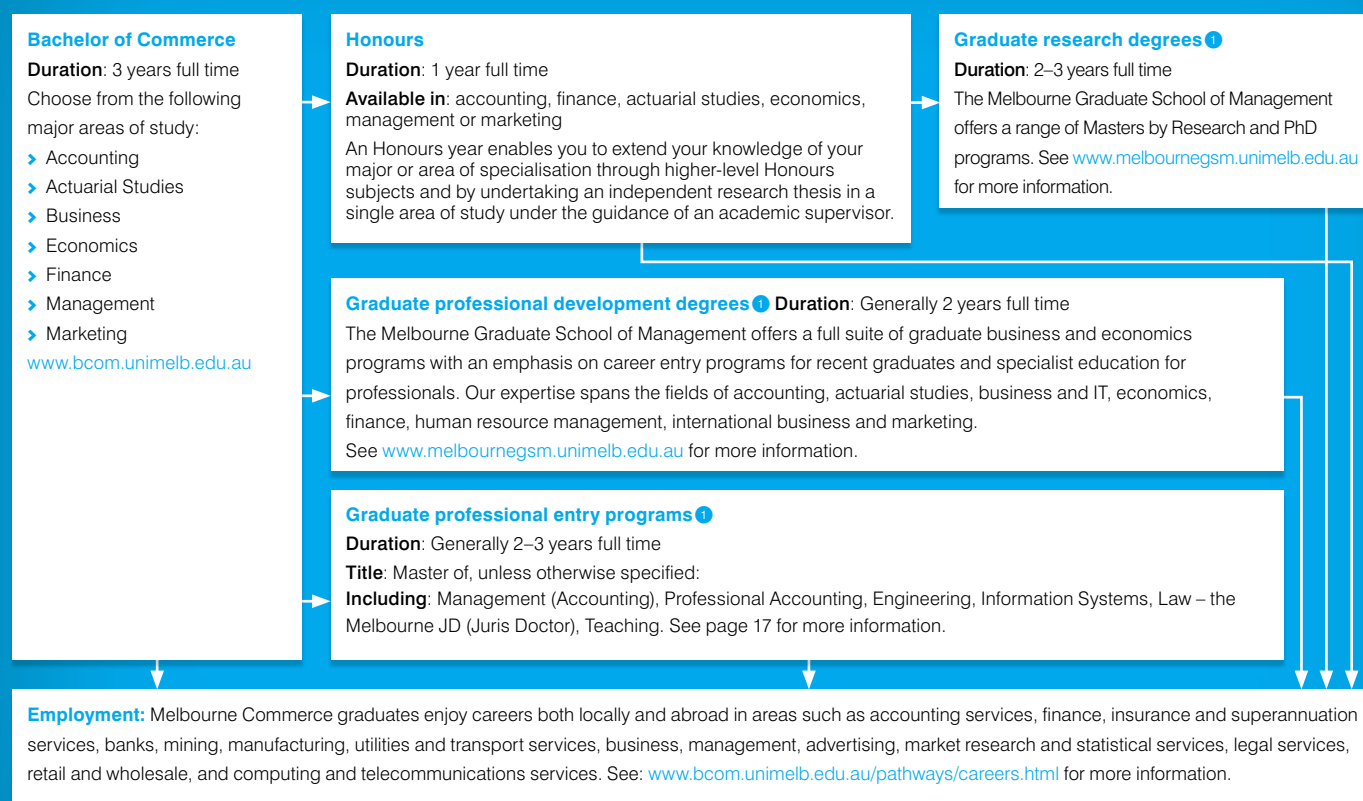 Bachelor of Commerce
Duration: 3 years full time
Choose from the following
major areas of study:
Accounting
Actuarial Studies
Business
Economics
Finance
Management
Marketing
www.bcom.unimelb.edu.au
Honours
Duration: 1 year full time
Available in: accounting, finance, actuarial studies, economics,
management or marketing
An Honours year enables you to extend your knowledge of your
major or area of specialisation through higher-level Honours
subjects and by undertaking an independent research thesis in a
single area of study under the guidance of an academic supervisor.
Graduate research degrees 1
Duration: 2–3 years full time
The Melbourne Graduate School of Management
offers a range of Masters by Research and PhD
programs. See www.melbournegsm.unimelb.edu.au
for more information.
Graduate professional development degrees 1 Duration: Generally 2 years full time
The Melbourne Graduate School of Management offers a full suite of graduate business and economics
programs with an emphasis on career entry programs for recent graduates and specialist education for
professionals. Our expertise spans the fields of accounting, actuarial studies, business and IT, economics,
finance, human resource management, international business and marketing.
See www.melbournegsm.unimelb.edu.au for more information.
Graduate professional entry programs 1
Duration: Generally 2–3 years full time
Title: Master of, unless otherwise specified:
Including: Management (Accounting), Professional Accounting, Engineering, Information Systems, Law – the
Melbourne JD (Juris Doctor), Teaching. See page 17 for more information.
Employment: Melbourne Commerce graduates enjoy careers both locally and abroad in areas such as accounting services, finance, insurance and superannuation
services, banks, mining, manufacturing, utilities and transport services, business, management, advertising, market research and statistical services, legal services,
retail and wholesale, and computing and telecommunications services. See: www.bcom.unimelb.edu.au/pathways/careers.html for more information.